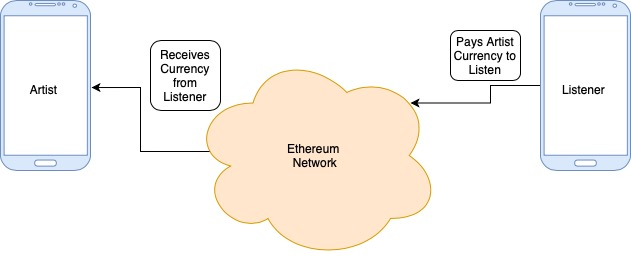 Artist
Receives
Currency
from
Listener
Ethereum
Network
Pays Artist
Currency to
Listen
Listener